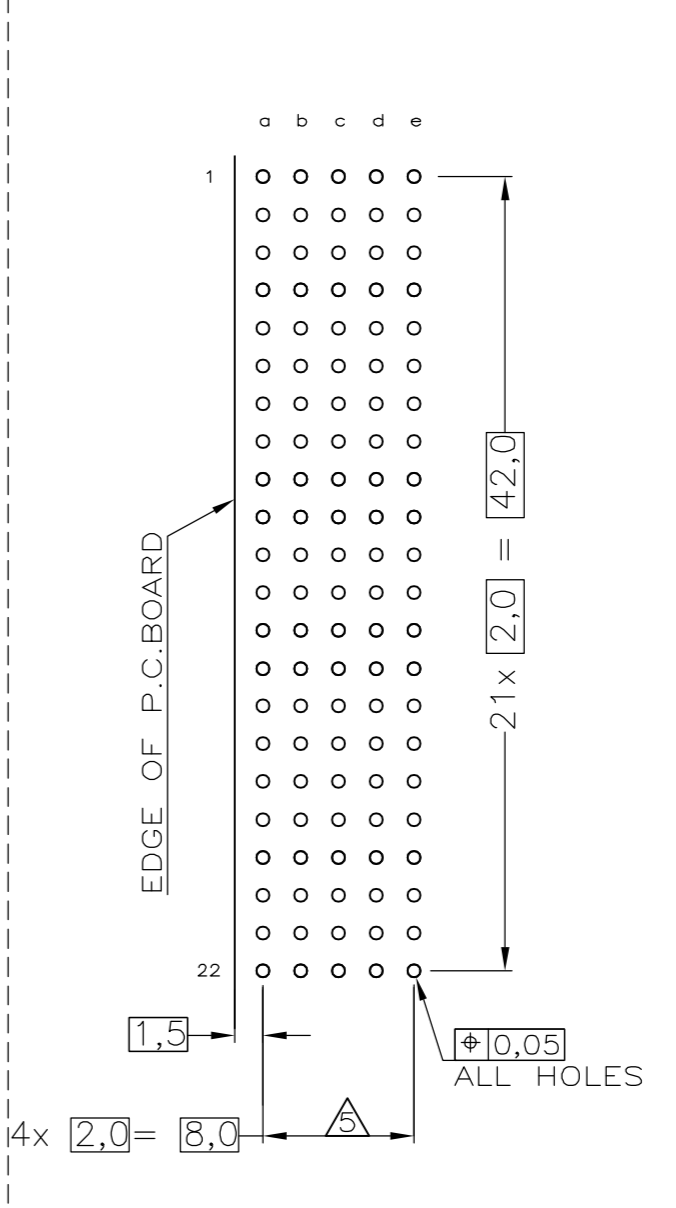 a b c d e
1
42,0
=
2,0
21x
EDGE OF P.C.BOARD
22
1,5
⌖ 0,05
ALL HOLES
4x 2,0= 8,0
5